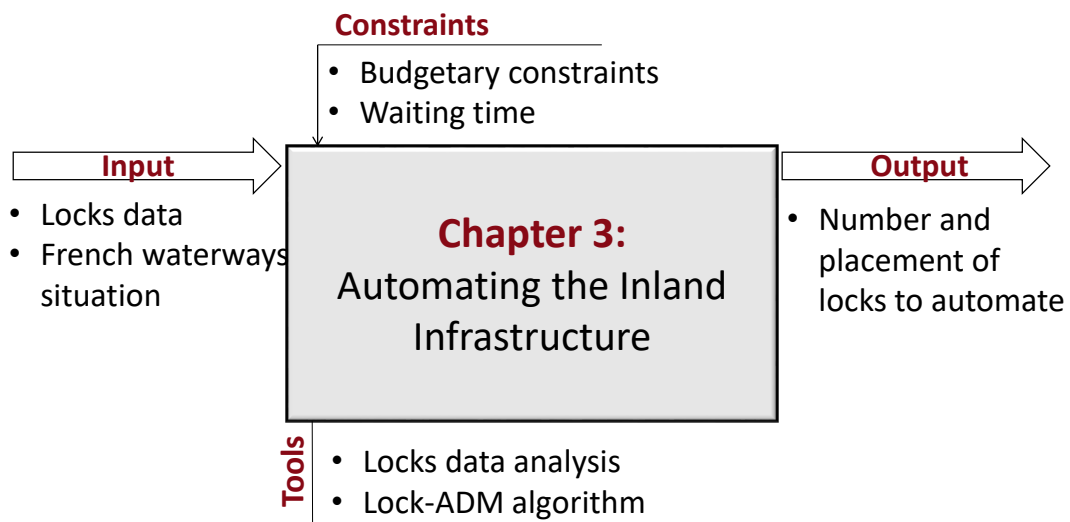 Constraints
• Budgetary constraints
• Waiting time
Input
• Locks data
• French waterways
situation
Chapter 3:
Automating the Inland
Infrastructure
Output
• Number and
placement of
locks to automate
Tools
• Locks data analysis
• Lock-ADM algorithm